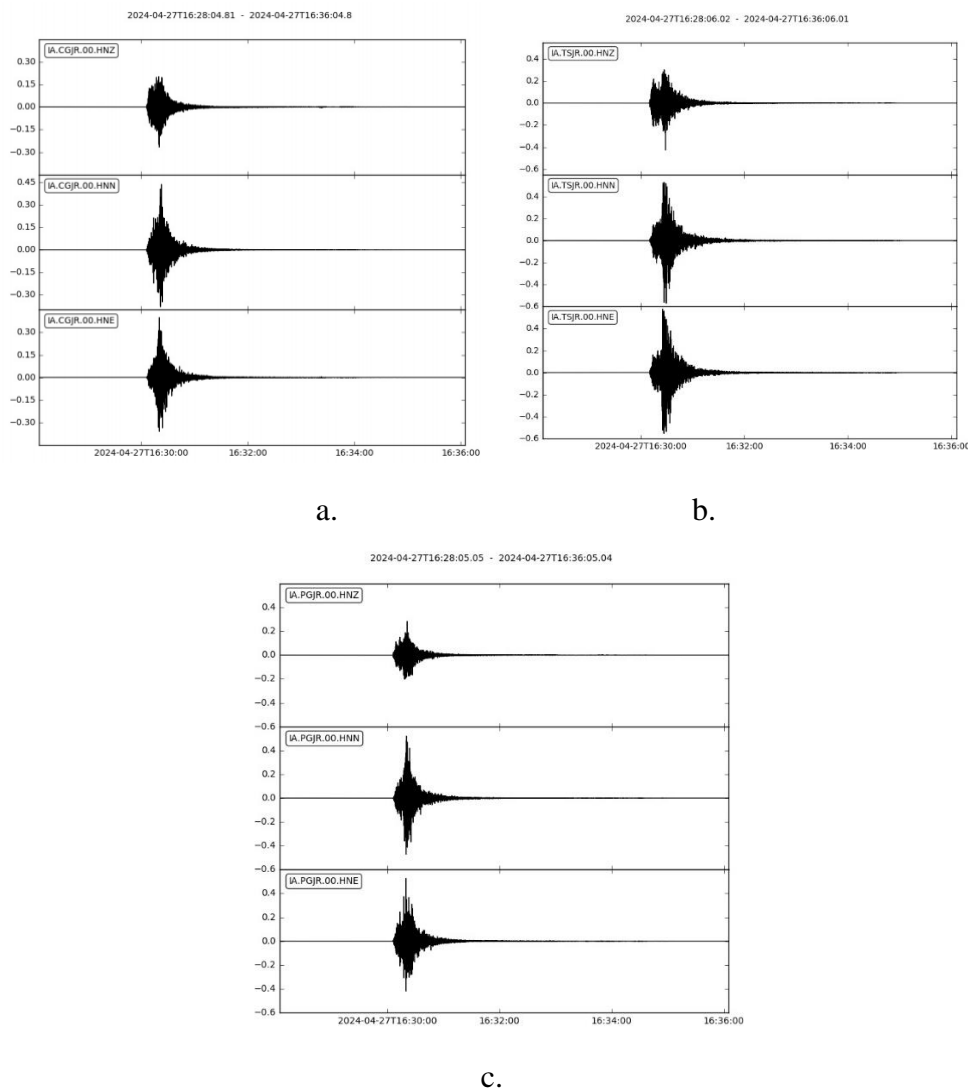 2024-04-27T16:28:04.81 - 2024-04-27T16:36:04.8
IA.CGJR.00.HNZ
0.30
0.15
0.00
−0.15
−0.30
IA.CGJR.00.HNN
0.45
0.30
0.15
0.00
−0.15
−0.30
IA.CGJR.00.HNE
0.30
0.15
0.00
−0.15
−0.30
2024-04-27T16:30:00 16:32:00 16:34:00 16:36:00
a.
2024-04-27T16:28:06.02 - 2024-04-27T16:36:06.01
IA.TSJR.00.HNZ
0.4
0.2
0.0
−0.2
−0.4
−0.6
IA.TSJR.00.HNN
0.4
0.2
0.0
−0.2
−0.4
−0.6
IA.TSJR.00.HNE
0.4
0.2
0.0
−0.2
−0.4
−0.6
2024-04-27T16:30:00 16:32:00 16:34:00 16:36:00
b.
2024-04-27T16:28:05.05 - 2024-04-27T16:36:05.04
IA.PGJR.00.HNZ
0.4
0.2
0.0
−0.2
−0.4
−0.6
IA.PGJR.00.HNN
0.4
0.2
0.0
−0.2
−0.4
−0.6
IA.PGJR.00.HNE
0.4
0.2
0.0
−0.2
−0.4
−0.6
2024-04-27T16:30:00 16:32:00 16:34:00 16:36:00
c.